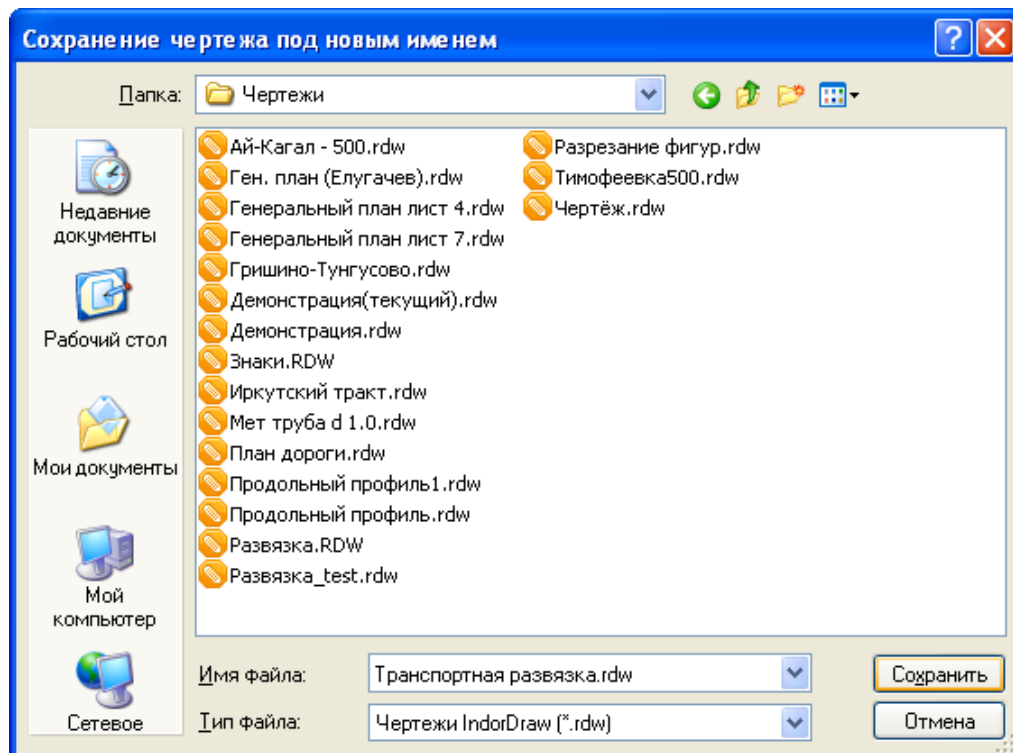 Сохранение чертежа под новым именем
Папка:
Чертежи
Недавние
документы
Рабочий стол
Мои документы
Мой
компьютер
Сетевое
Ай-Кагал - 500.rdw
Ген. план (Елугачев).rdw
Генеральный план лист 4.rdw
Генеральный план лист 7.rdw
Гришино-Тунгусово.rdw
Демонстрация(текущий).rdw
Демонстрация.rdw
Знаки.RDW
Иркутский тракт.rdw
Мет труба d 1.0.rdw
План дороги.rdw
Продольный профиль1.rdw
Продольный профиль.rdw
Развязка.RDW
Развязка_test.rdw
Разрезание фигур.rdw
Тимофеевка500.rdw
Чертёж.rdw
Имя файла:
Транспортная развязка.rdw
Сохранить
Тип файла:
Чертежи IndorDraw (*.rdw)
Отмена